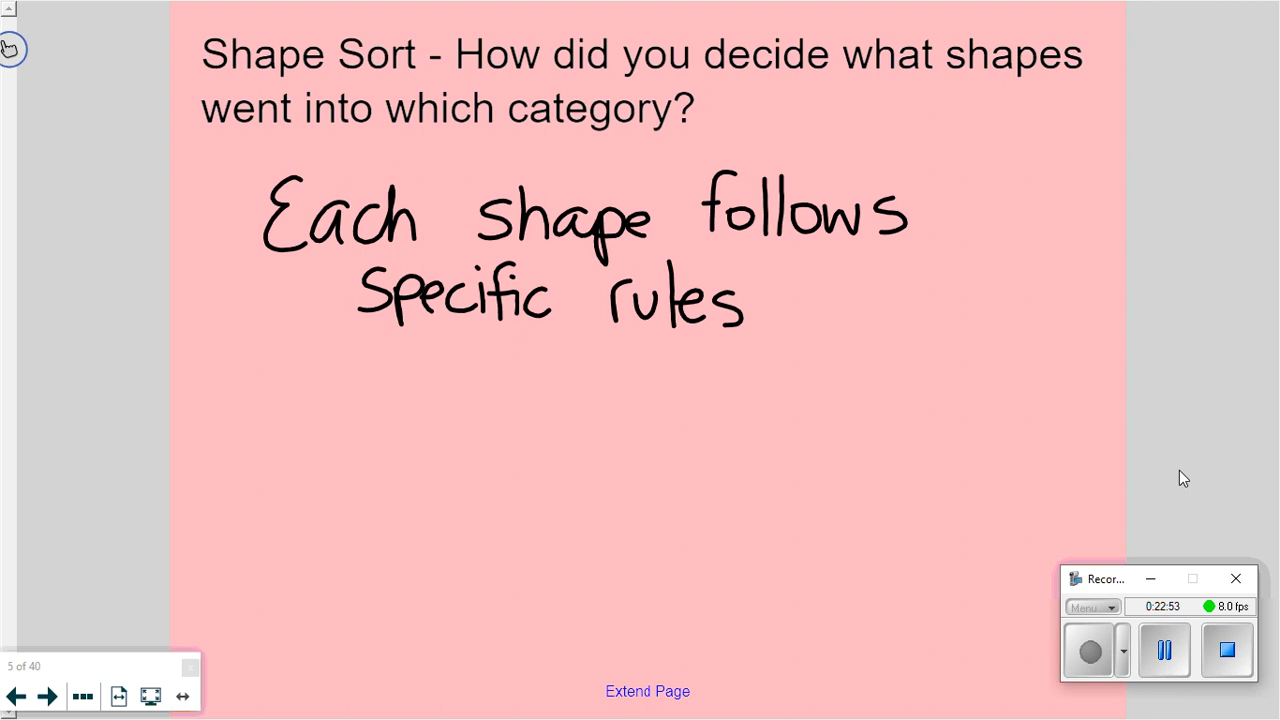 Shape Sort - How did you decide what shapes
went into which category?
Each shape follows
specific rules
Recor...
Menu
0:22:53
8.0 fps
5 of 40
Extend Page